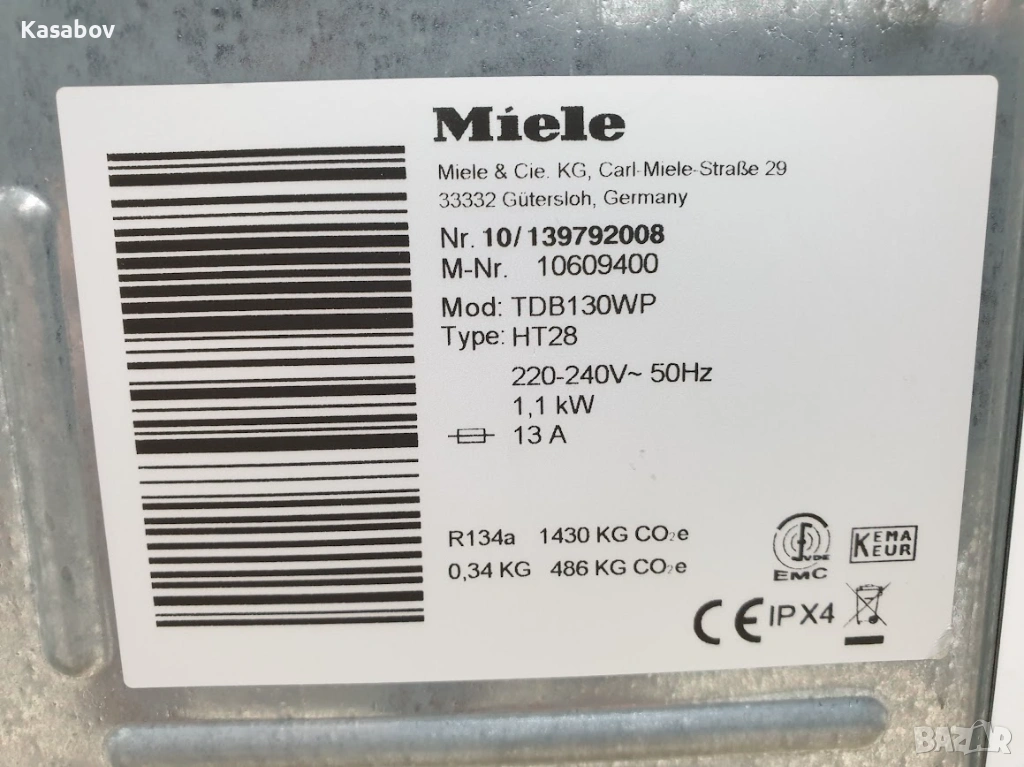 Kasabov
Miele
Miele & Cie. KG, Carl-Miele-Straße 29
33332 Gütersloh, Germany
Nr. 10/139792008
M-Nr. 10609400
Mod: TDB130WP
Type: HT28
220-240V~ 50Hz
1,1 kW
13 A
R134a 1430 KG CO₂e
0,34 KG 486 KG CO₂e
VDE
EMC
KEMA
KEUR
CE IPX4
BAZAR